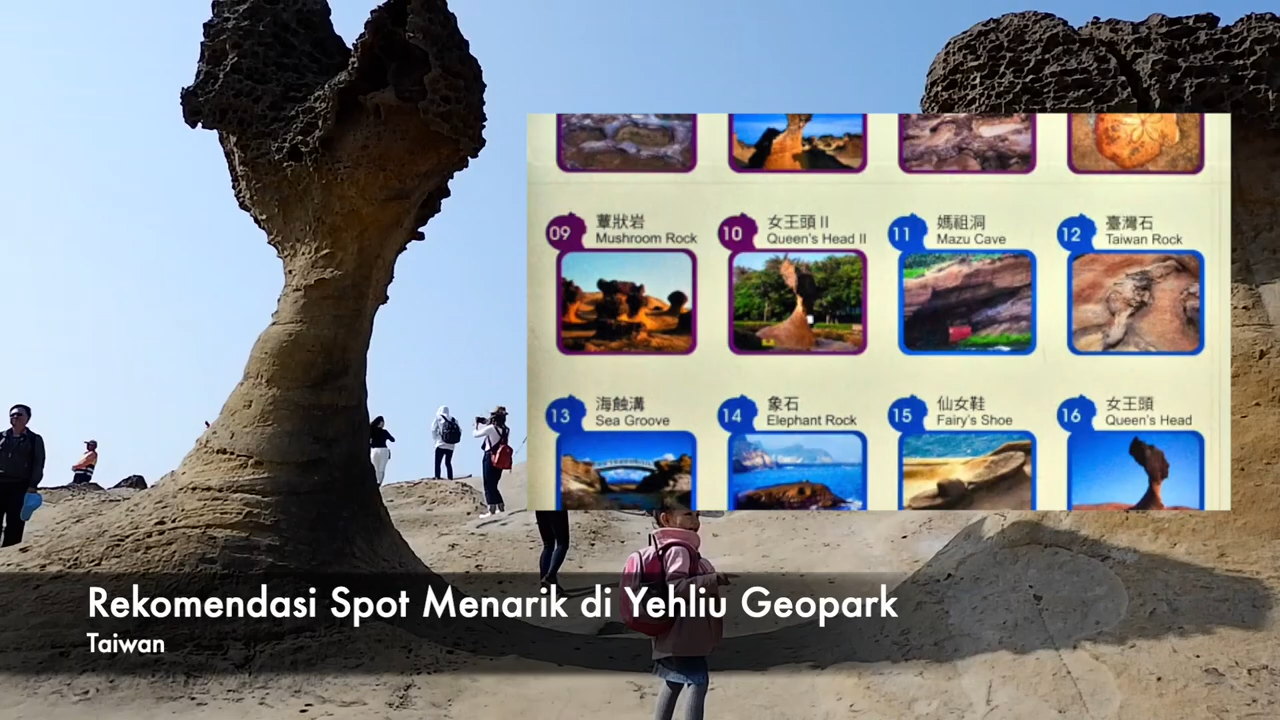 09 蕈狀岩
Mushroom Rock
10 女王頭 II
Queen's Head II
11 媽祖洞
Mazu Cave
12 臺灣石
Taiwan Rock
13 海蝕溝
Sea Groove
14 象石
Elephant Rock
15 仙女鞋
Fairy's Shoe
16 女王頭
Queen's Head
Rekomendasi Spot Menarik di Yehliu Geopark
Taiwan